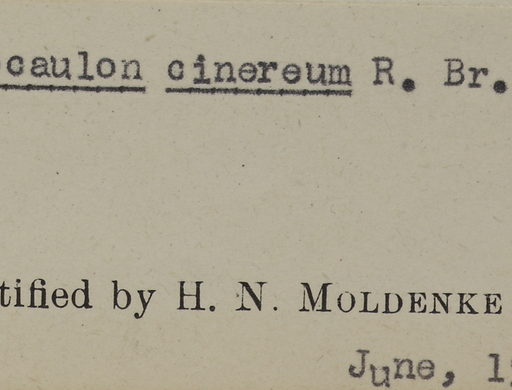 caulon cinereum R. Br.
tified by H. N. MOLDENKE
June, 1